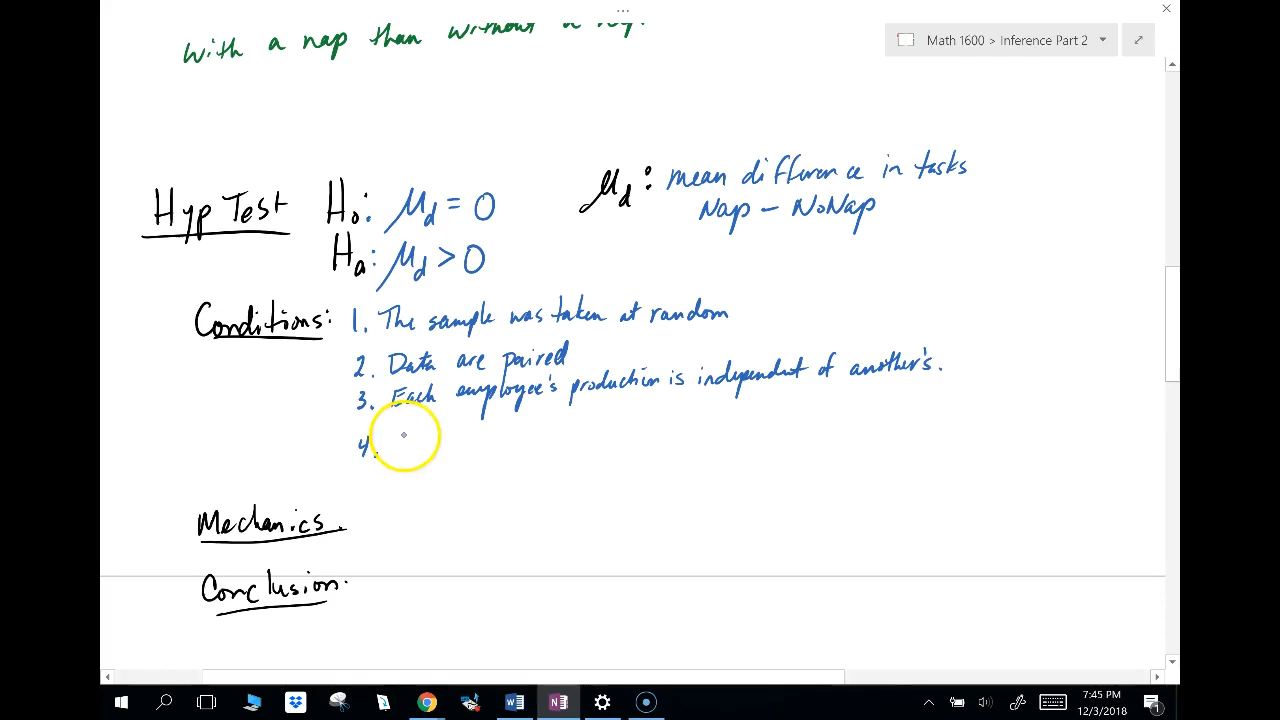 with a nap than without a
Math 1600 > Inference Part 2
Hyp Test H₀: μd = 0
μd: mean difference in tasks
Nap - NoNap
Ha: μd > 0
Conditions: 1. The sample was taken at random
2. Data are paired
3. Each employee's production is independent of another's.
4.
Mechanics.
Conclusion.
7:45 PM
12/3/2018